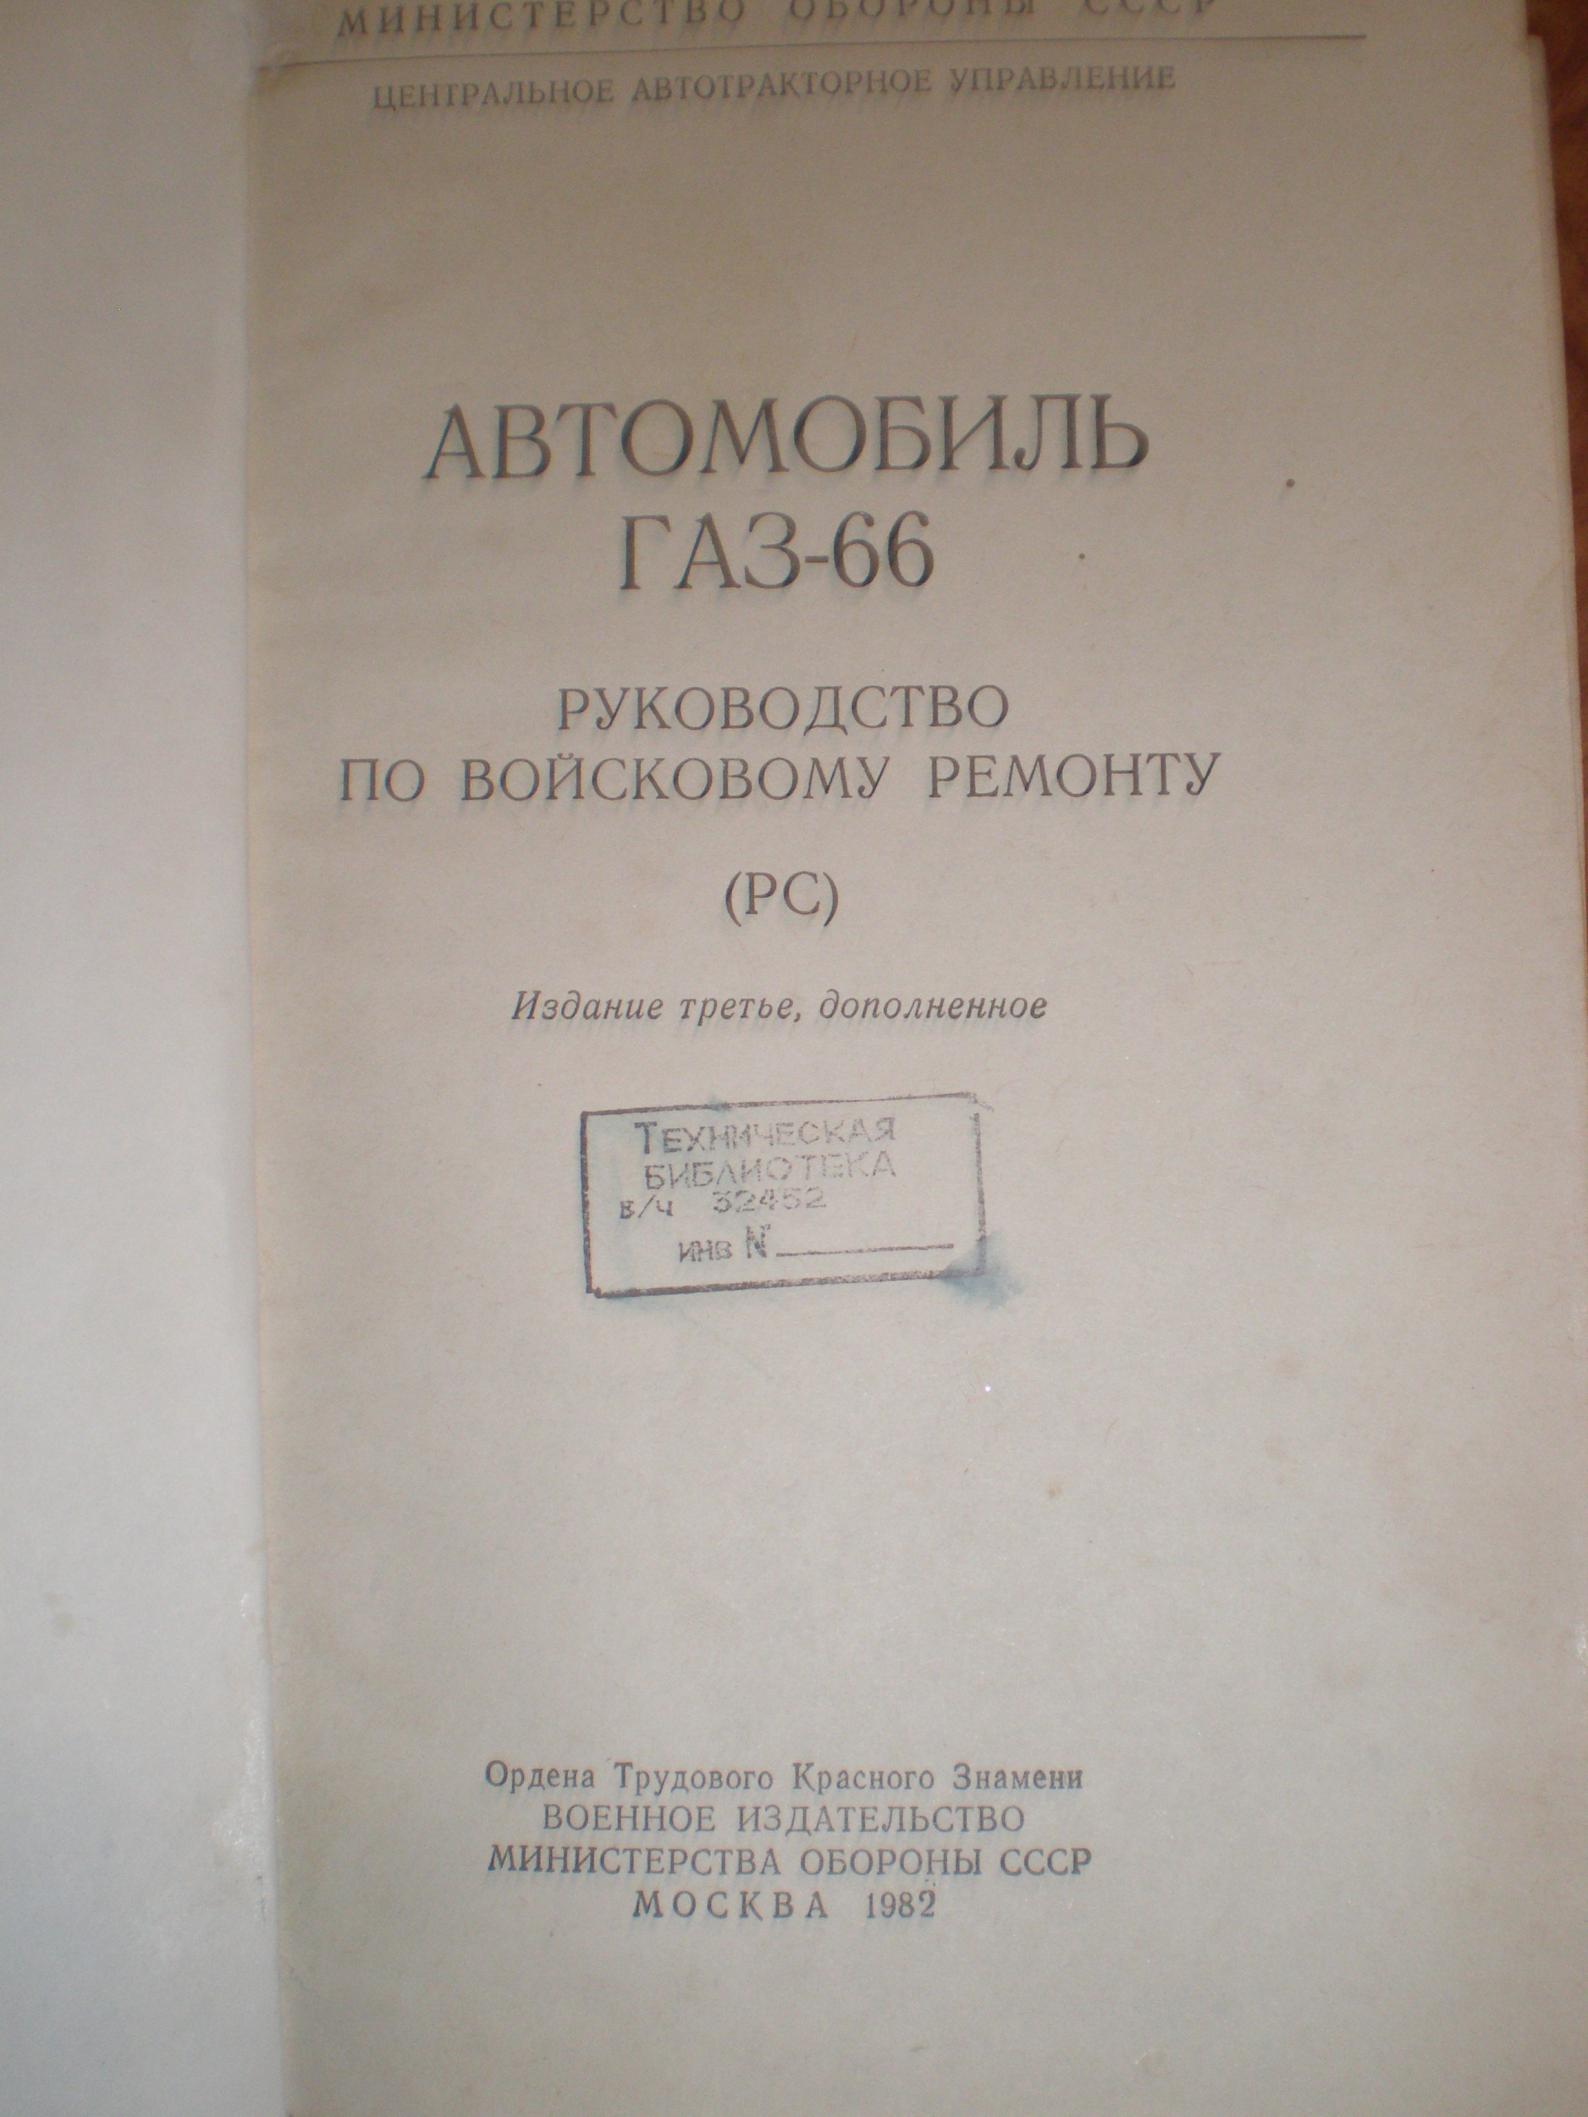 МИНИСТЕРСТВО ОБОРОНЫ СССР
ЦЕНТРАЛЬНОЕ АВТОТРАКТОРНОЕ УПРАВЛЕНИЕ
АВТОМОБИЛЬ
ГАЗ-66
РУКОВОДСТВО
ПО ВОЙСКОВОМУ РЕМОНТУ
(РС)
Издание третье, дополненное
ТЕХНИЧЕСКАЯ
БИБЛИОТЕКА
в/ч 32452
инв №
Ордена Трудового Красного Знамени
ВОЕННОЕ ИЗДАТЕЛЬСТВО
МИНИСТЕРСТВА ОБОРОНЫ СССР
МОСКВА 1982